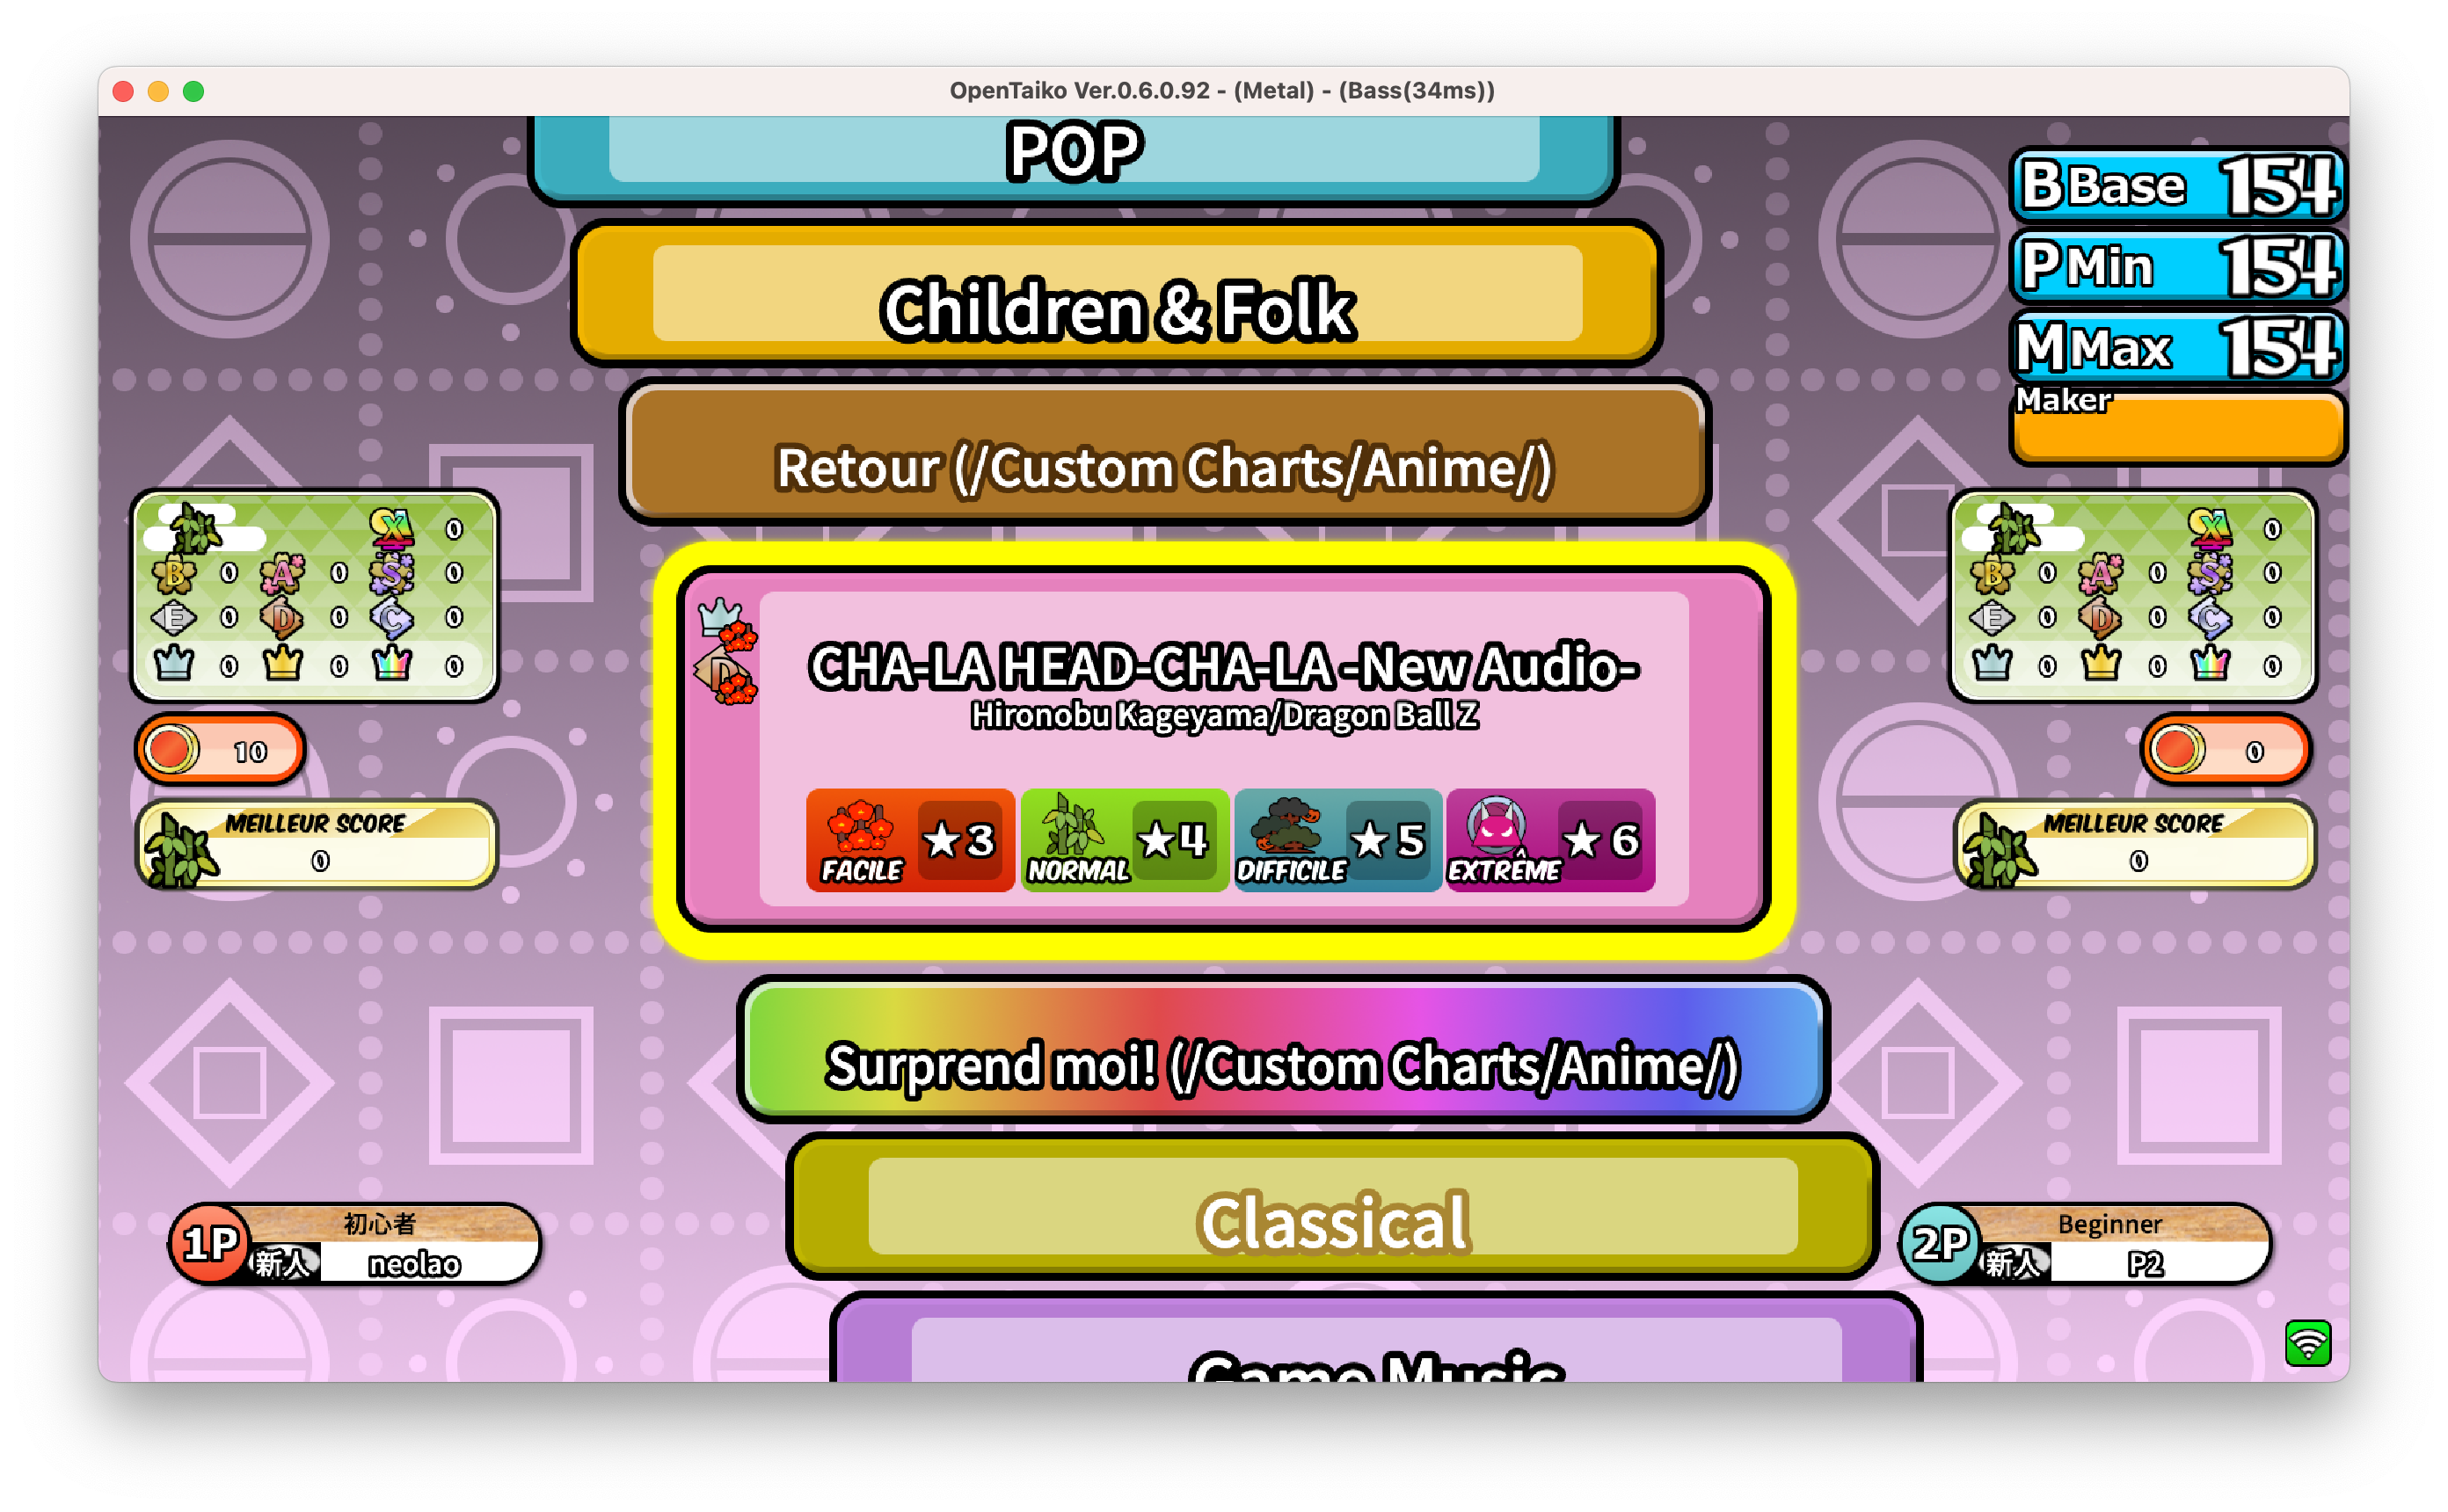 OpenTaiko Ver.0.6.0.92 - (Metal) - (Bass(34ms))
POP
Children & Folk
Retour (/Custom Charts/Anime/)
B Base 154
P Min 154
M Max 154
Maker
X 0
B 0 A 0 S 0
E 0 D 0 C 0
0 0 0
10
MEILLEUR SCORE
0
D
CHA-LA HEAD-CHA-LA -New Audio-
Hironobu Kageyama/Dragon Ball Z
FACILE ★3
NORMAL ★4
DIFFICILE ★5
EXTRÊME ★6
X 0
B 0 A 0 S 0
E 0 D 0 C 0
0 0 0
0
MEILLEUR SCORE
0
Surprend moi! (/Custom Charts/Anime/)
Classical
Game Music
1P 初心者
新人 neolao
2P Beginner
新人 P2